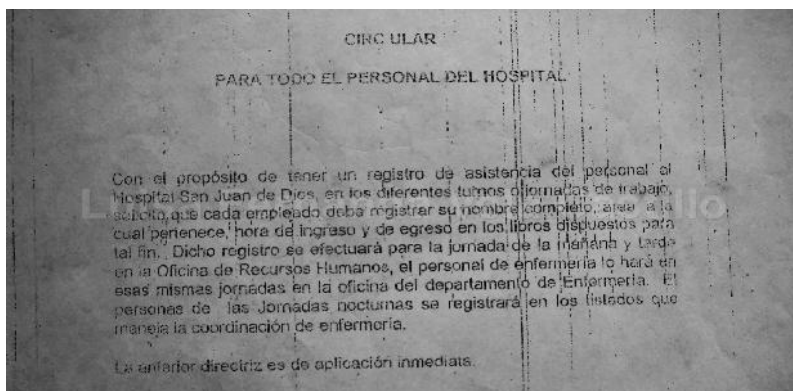 CIRCULAR
PARA TODO EL PERSONAL DEL HOSPITAL
Con el propósito de tener un registro de asistencia del personal al
Hospital San Juan de Dios, en los diferentes turnos o jornadas de trabajo,
solicito que cada empleado deba registrar su nombre completo, area a la
cual pertenece, hora de ingreso y de egreso en los libros dispuestos para
tal fin. Dicho registro se efectuará para la jornada de la mañana y tarde
en la Oficina de Recursos Humanos, el personal de enfermería lo hará en
esas mismas jornadas en la oficina del departamento de Enfermería. El
personas de las Jornadas nocturnas se registrará en los listados que
maneja la coordinación de enfermería.
La anterior directriz es de aplicación inmediata.